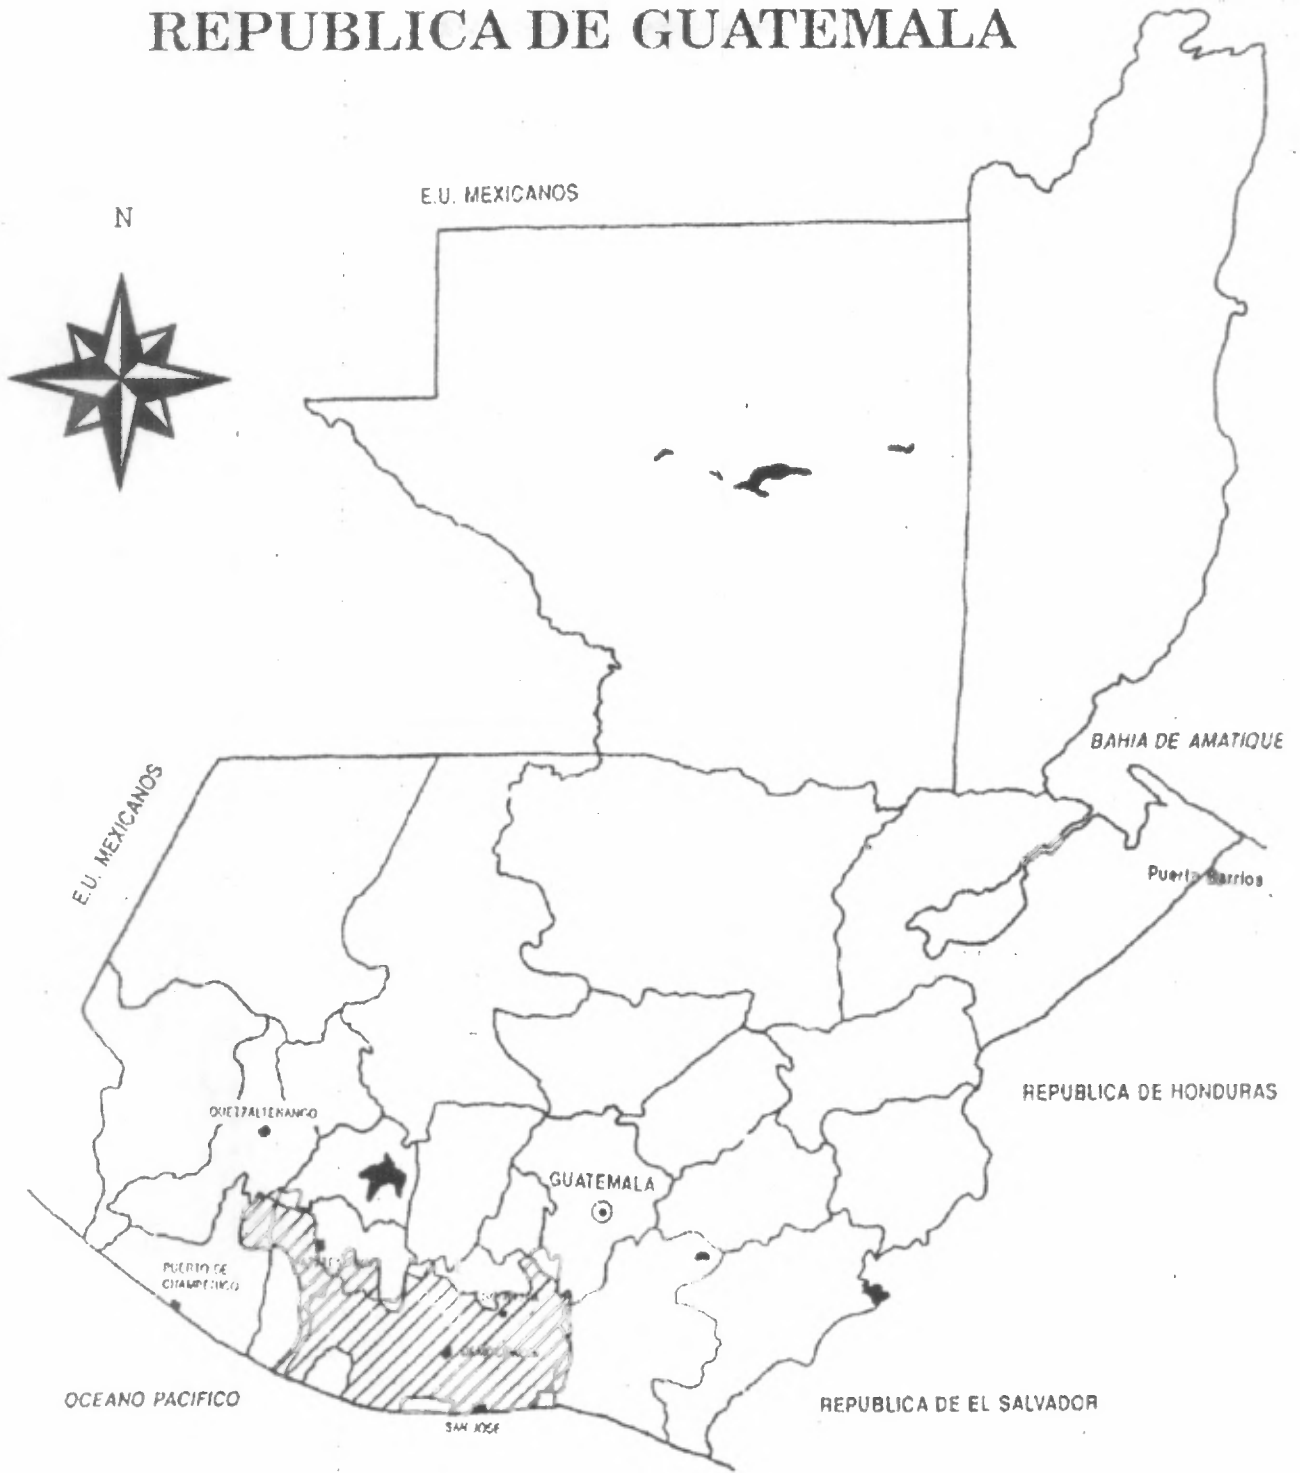 REPUBLICA DE GUATEMALA
E.U. MEXICANOS
N
BAHIA DE AMATIQUE
E.U. MEXICANOS
Puerto Barrios
REPUBLICA DE HONDURAS
QUETZALTENANGO
GUATEMALA
PUERTO DE
CHAMPERICO
OCEANO PACIFICO
REPUBLICA DE EL SALVADOR
SAN JOSE